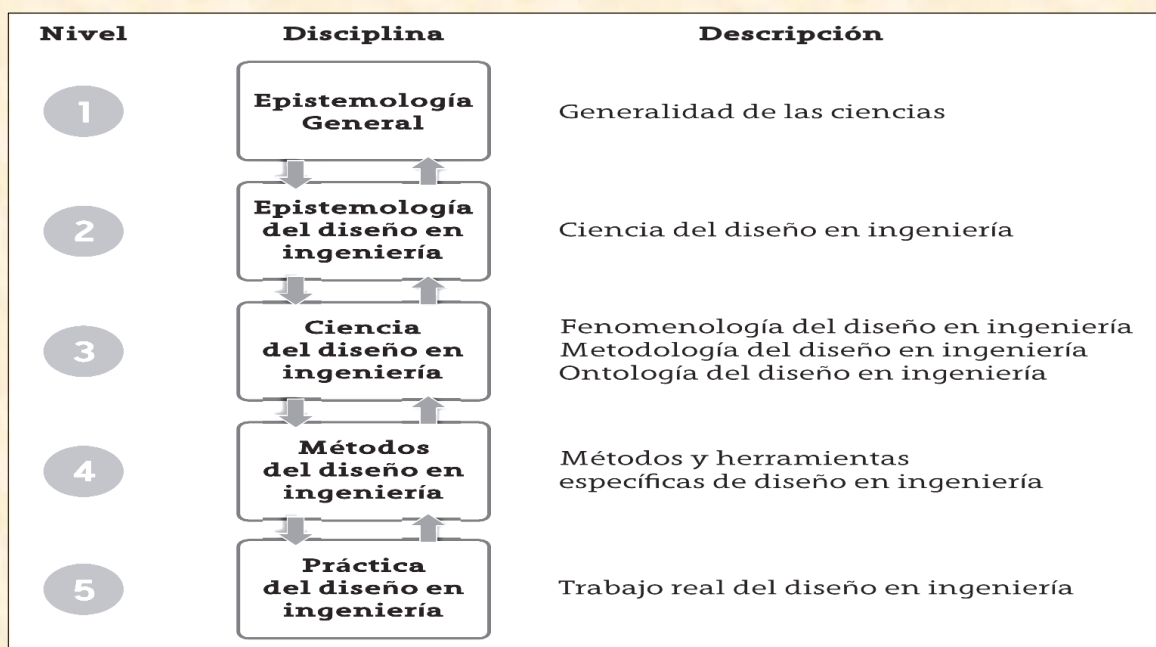 Nivel Disciplina Descripción
1 Epistemología General Generalidad de las ciencias
2 Epistemología del diseño en ingeniería Ciencia del diseño en ingeniería
3 Ciencia del diseño en ingeniería Fenomenología del diseño en ingeniería
Metodología del diseño en ingeniería
Ontología del diseño en ingeniería
4 Métodos del diseño en ingeniería Métodos y herramientas
específicas de diseño en ingeniería
5 Práctica del diseño en ingeniería Trabajo real del diseño en ingeniería